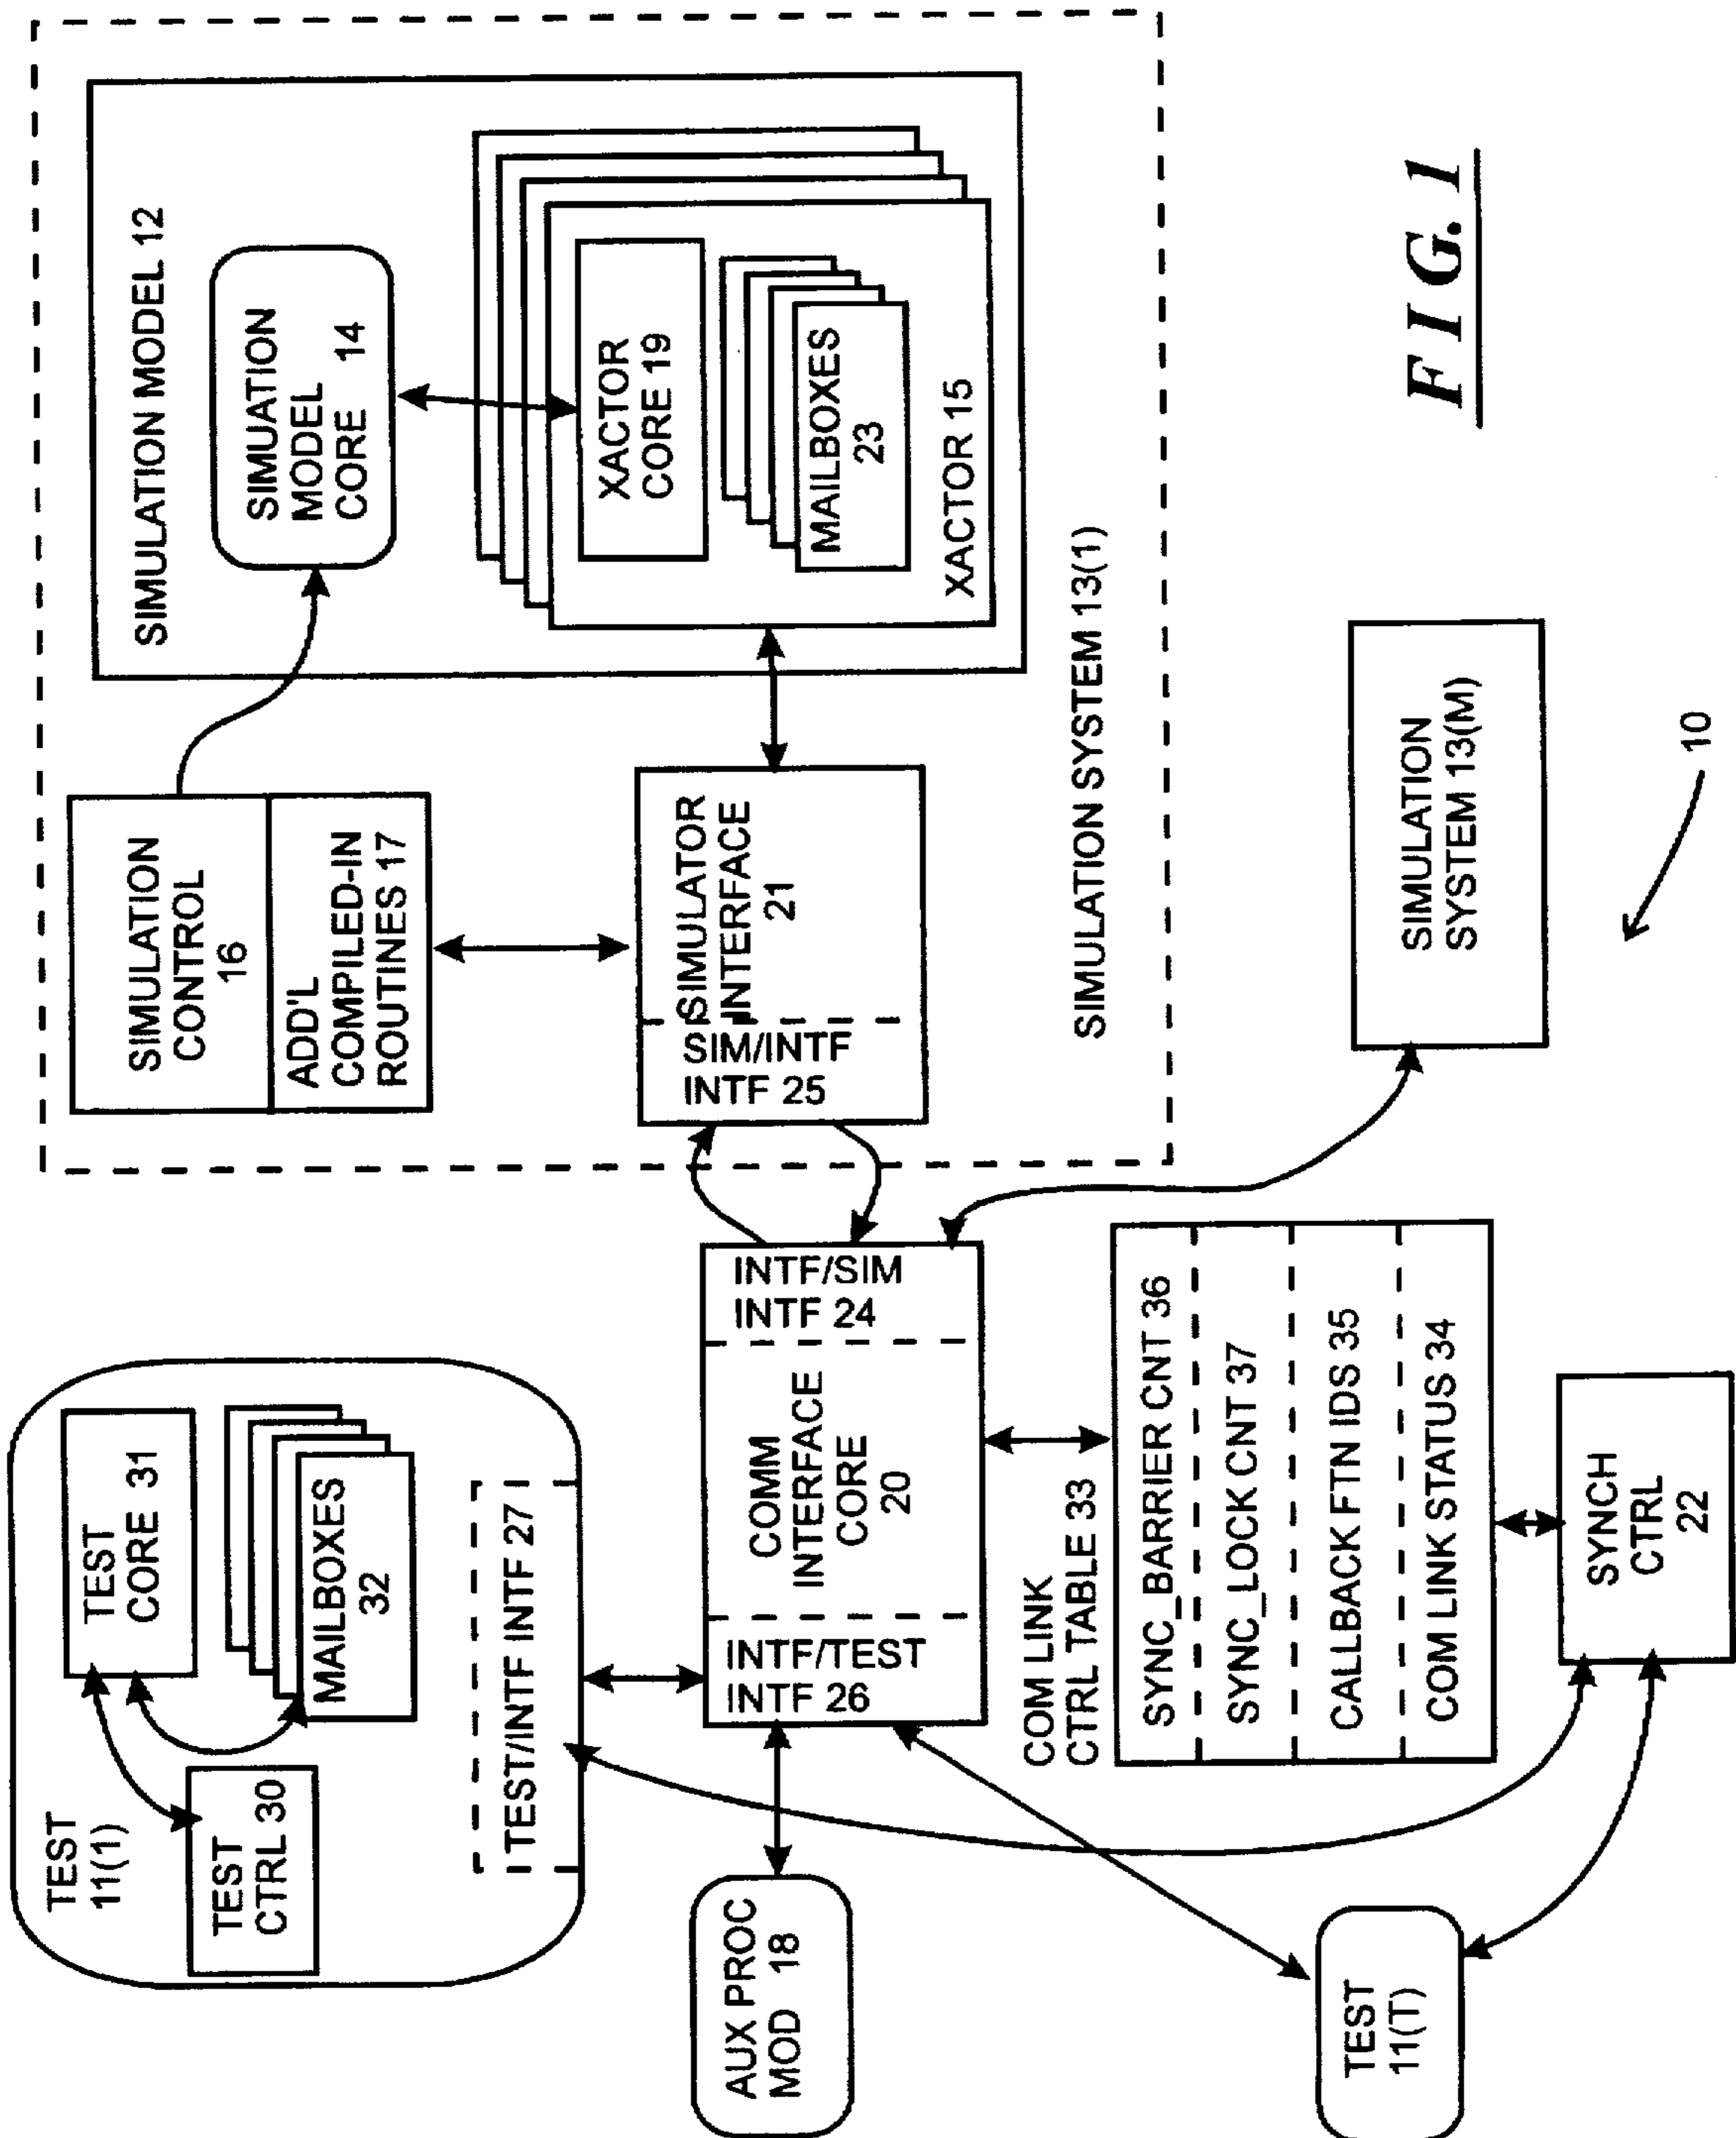 TEST
11(1)
TEST
CTRL 30
TEST
CORE 31
MAILBOXES
32
TEST/INTF INTF 27
SIMULATION
CONTROL
16
ADD'L
COMPILED-IN
ROUTINES 17
SIMULATION MODEL 12
SIMUATION
MODEL
CORE 14
XACTOR
CORE 19
MAILBOXES
23
XACTOR 15
SIMULATOR
INTERFACE
21
SIM/INTF
INTF 25
SIMULATION SYSTEM 13(1)
AUX PROC
MOD 18
INTF/TEST
INTF 26
COMM
INTERFACE
CORE
20
INTF/SIM
INTF 24
COM LINK
CTRL TABLE 33
SYNC_BARRIER CNT 36
SYNC_LOCK CNT 37
CALLBACK FTN IDS 35
COM LINK STATUS 34
SIMULATION
SYSTEM 13(M)
TEST
11(T)
SYNCH
CTRL
22
10
FIG. 1